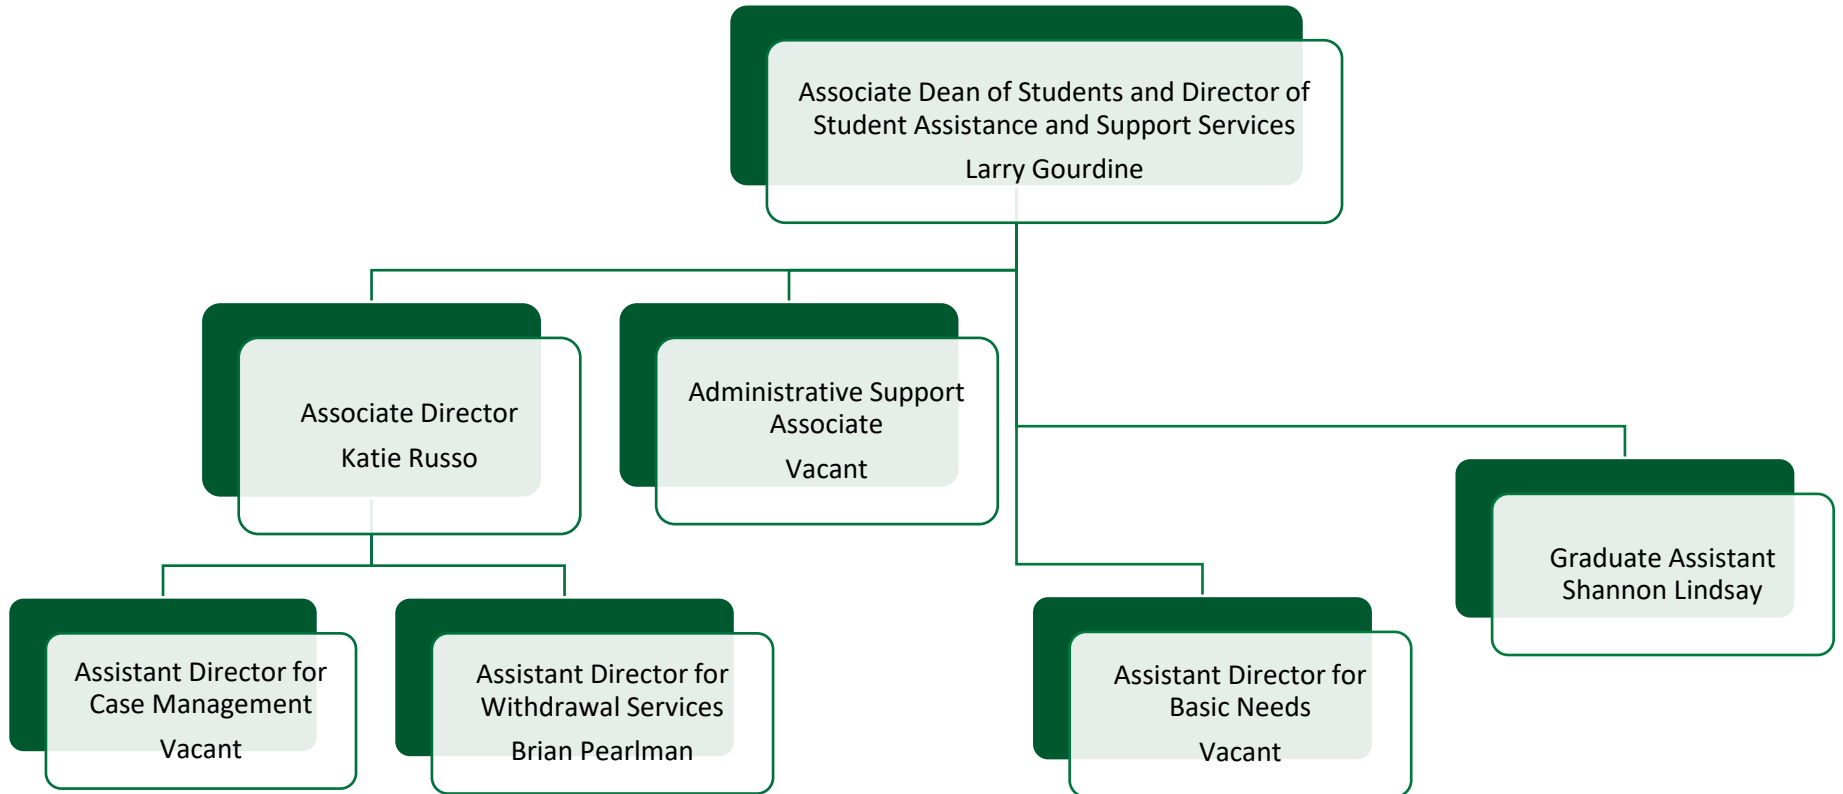 Associate Dean of Students and Director of
Student Assistance and Support Services
Larry Gourdine
Associate Director
Katie Russo
Administrative Support
Associate
Vacant
Graduate Assistant
Shannon Lindsay
Assistant Director for
Case Management
Vacant
Assistant Director for
Withdrawal Services
Brian Pearlman
Assistant Director for
Basic Needs
Vacant